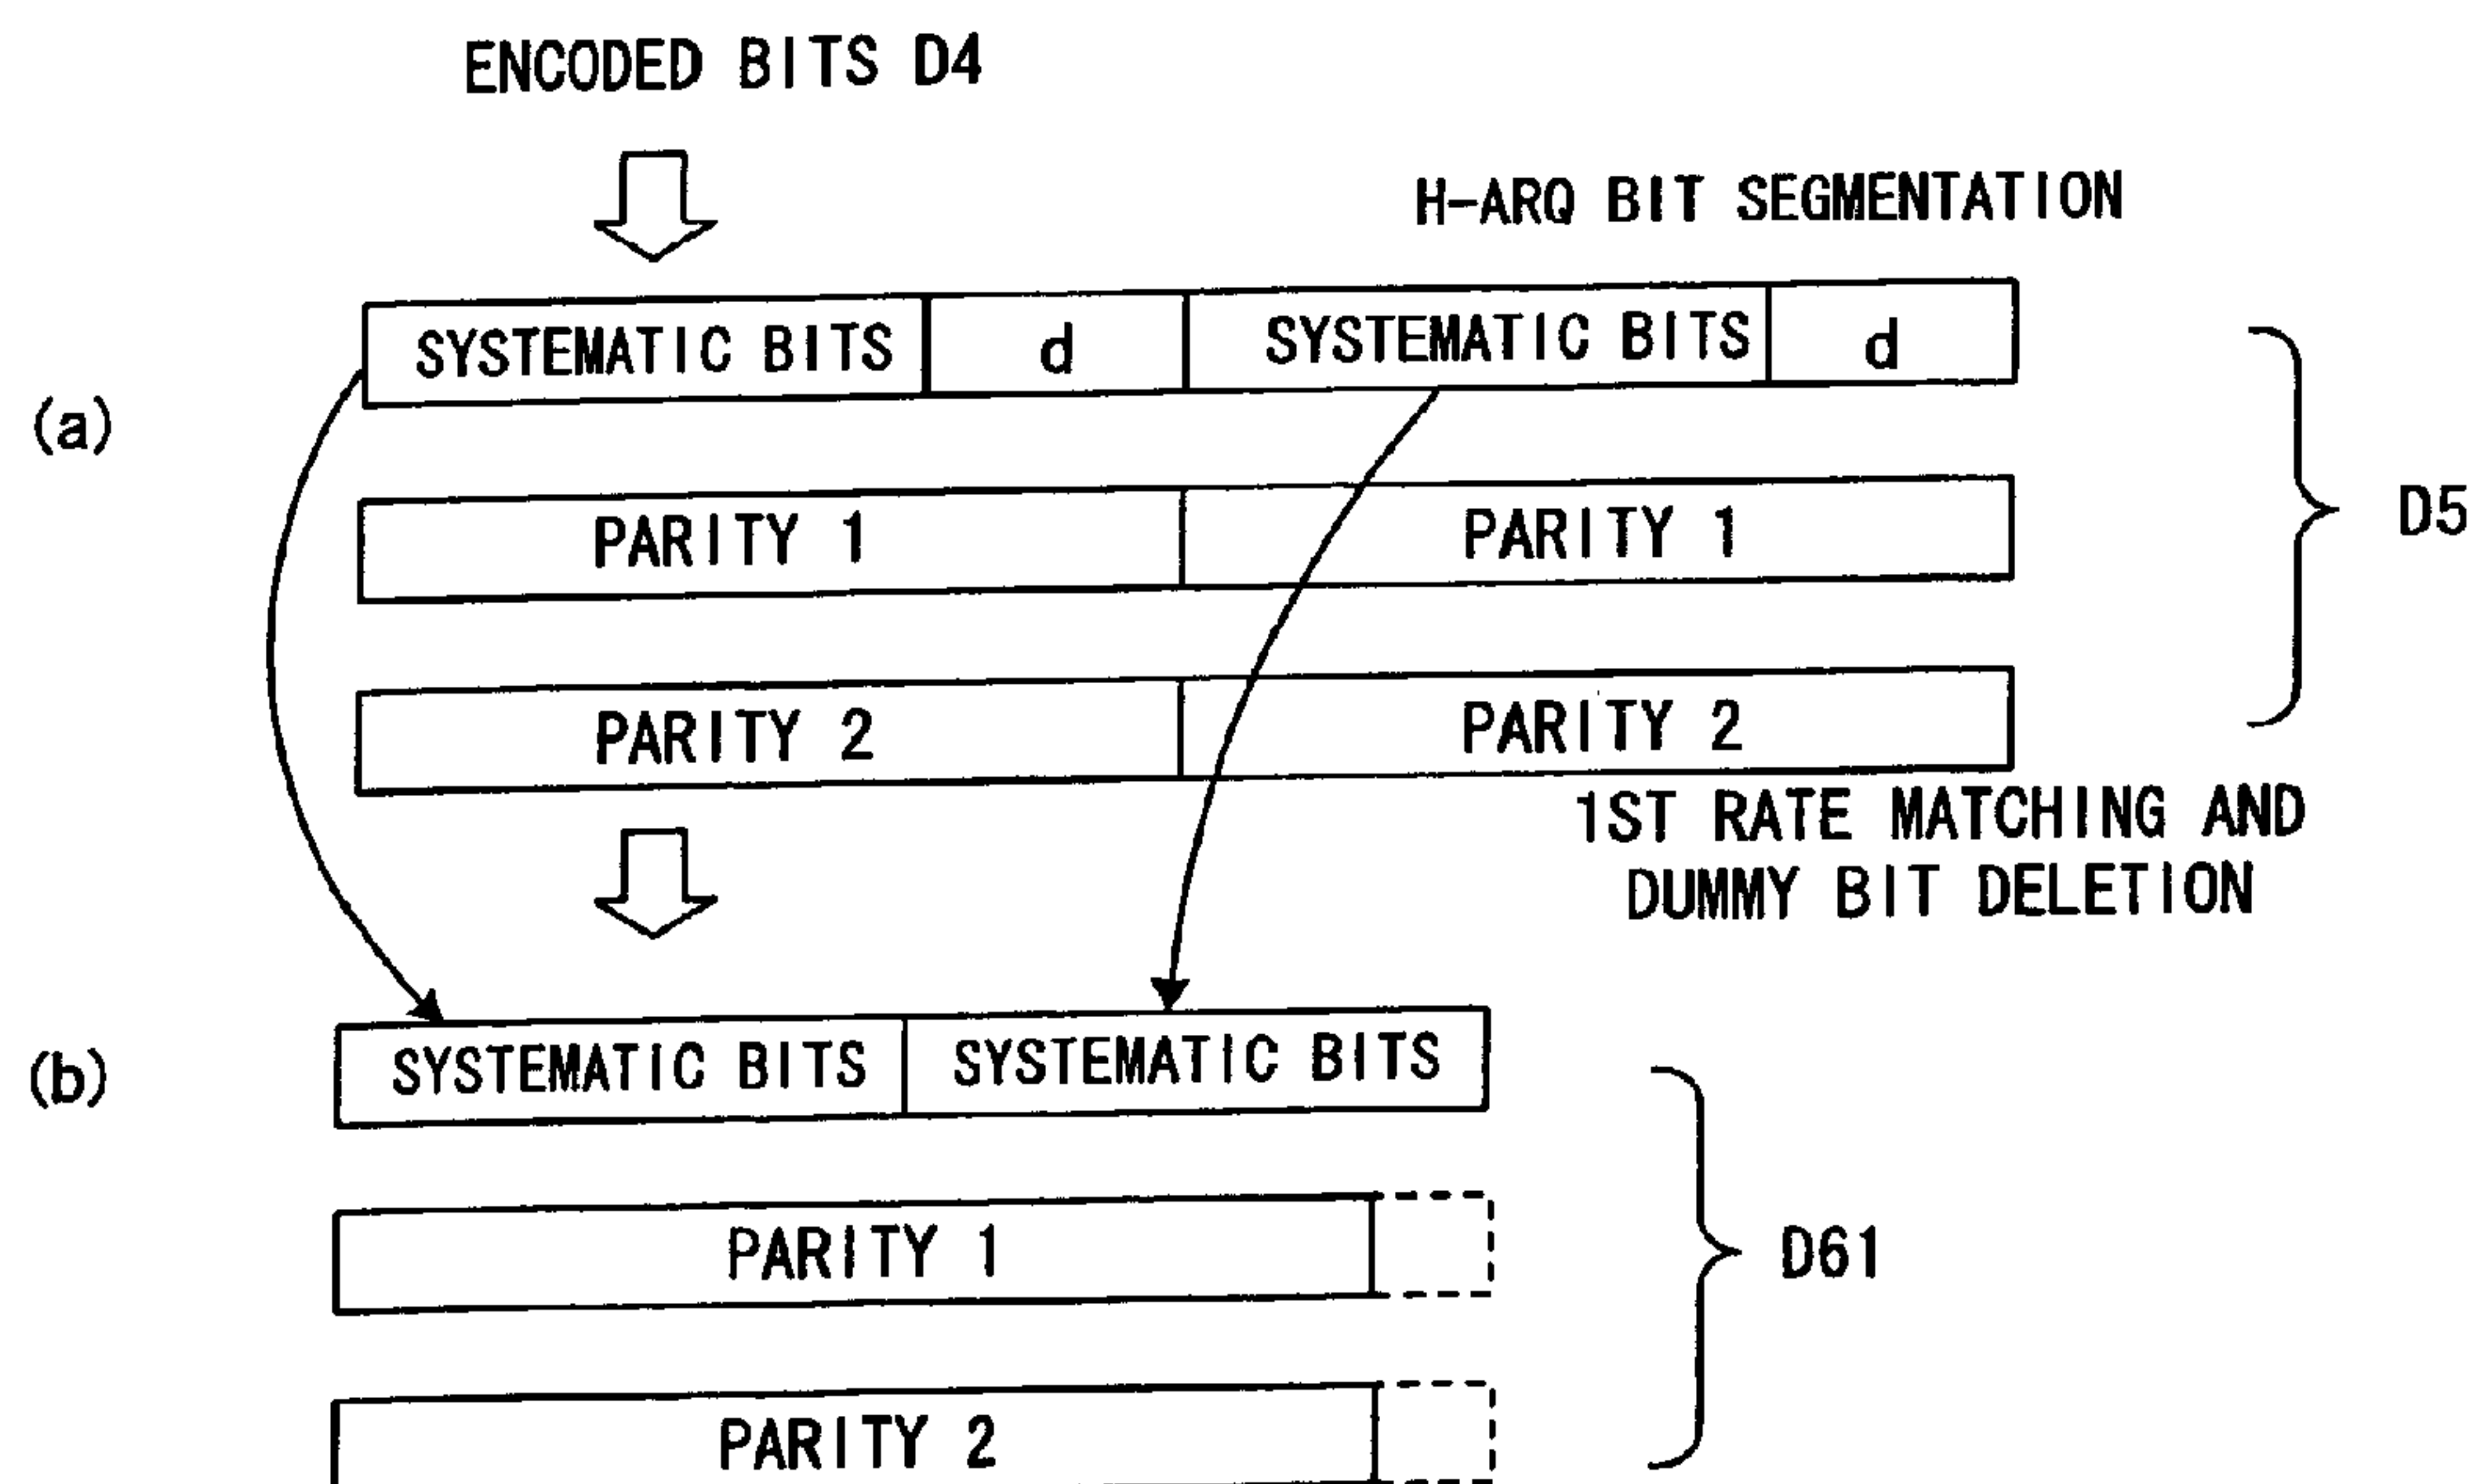 ENCODED BITS D4
H-ARQ BIT SEGMENTATION
SYSTEMATIC BITS d SYSTEMATIC BITS d
(a)
PARITY 1 PARITY 1
D5
PARITY 2 PARITY 2
1ST RATE MATCHING AND
DUMMY BIT DELETION
(b)
SYSTEMATIC BITS SYSTEMATIC BITS
PARITY 1
D61
PARITY 2